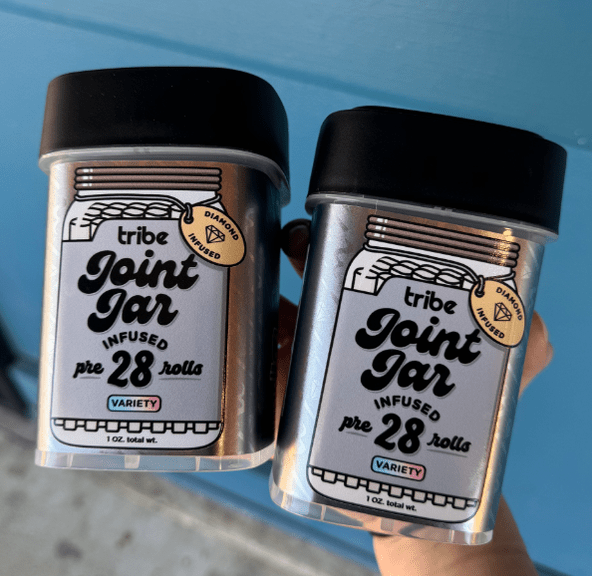 DIAMOND
INFUSED
tribe
Joint
Jar
INFUSED
pre 28 rolls
VARIETY
1 OZ. total wt.
DIAMOND
INFUSED
tribe
Joint
Jar
INFUSED
pre 28 rolls
VARIETY
1 OZ. total wt.